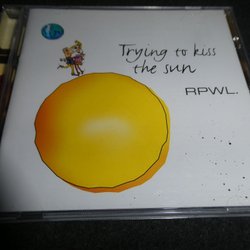 Trying to kiss
the sun
RPWL.